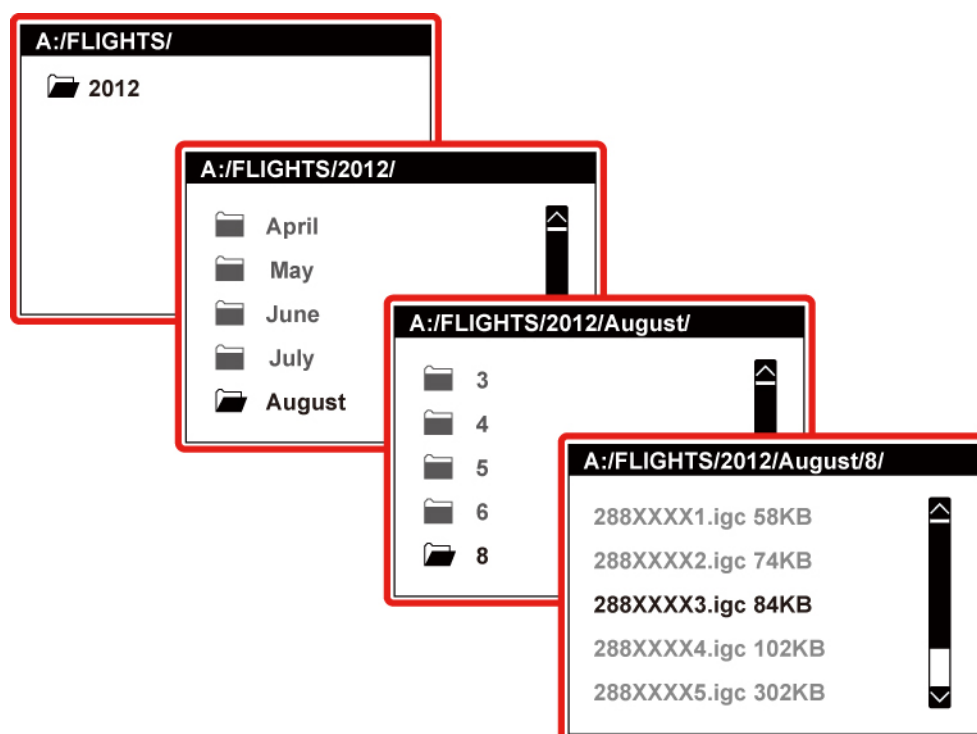 A:/FLIGHTS/
2012
A:/FLIGHTS/2012/
April
May
June
July
August
A:/FLIGHTS/2012/August/
3
4
5
6
8
A:/FLIGHTS/2012/August/8/
288XXXX1.igc 58KB
288XXXX2.igc 74KB
288XXXX3.igc 84KB
288XXXX4.igc 102KB
288XXXX5.igc 302KB